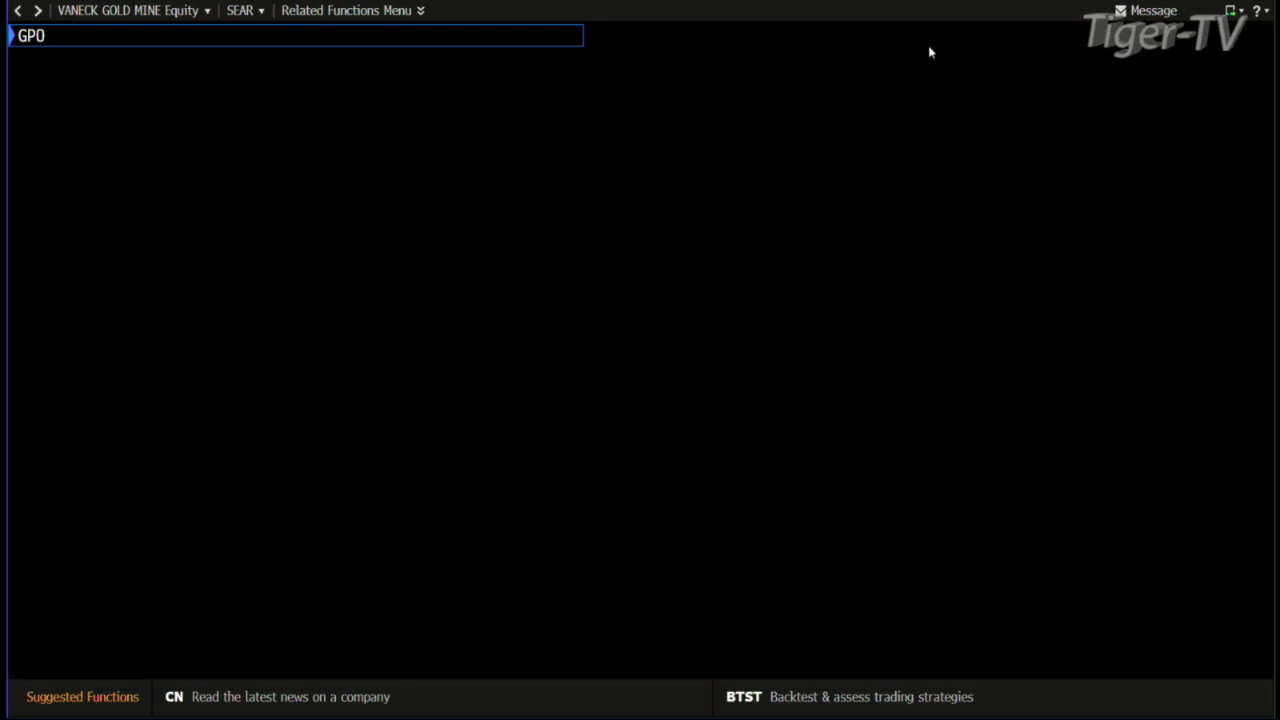 VANECK GOLD MINE Equity SEAR Related Functions Menu Message ?
Tiger-TV
GPO
Suggested Functions CN Read the latest news on a company BTST Backtest & assess trading strategies